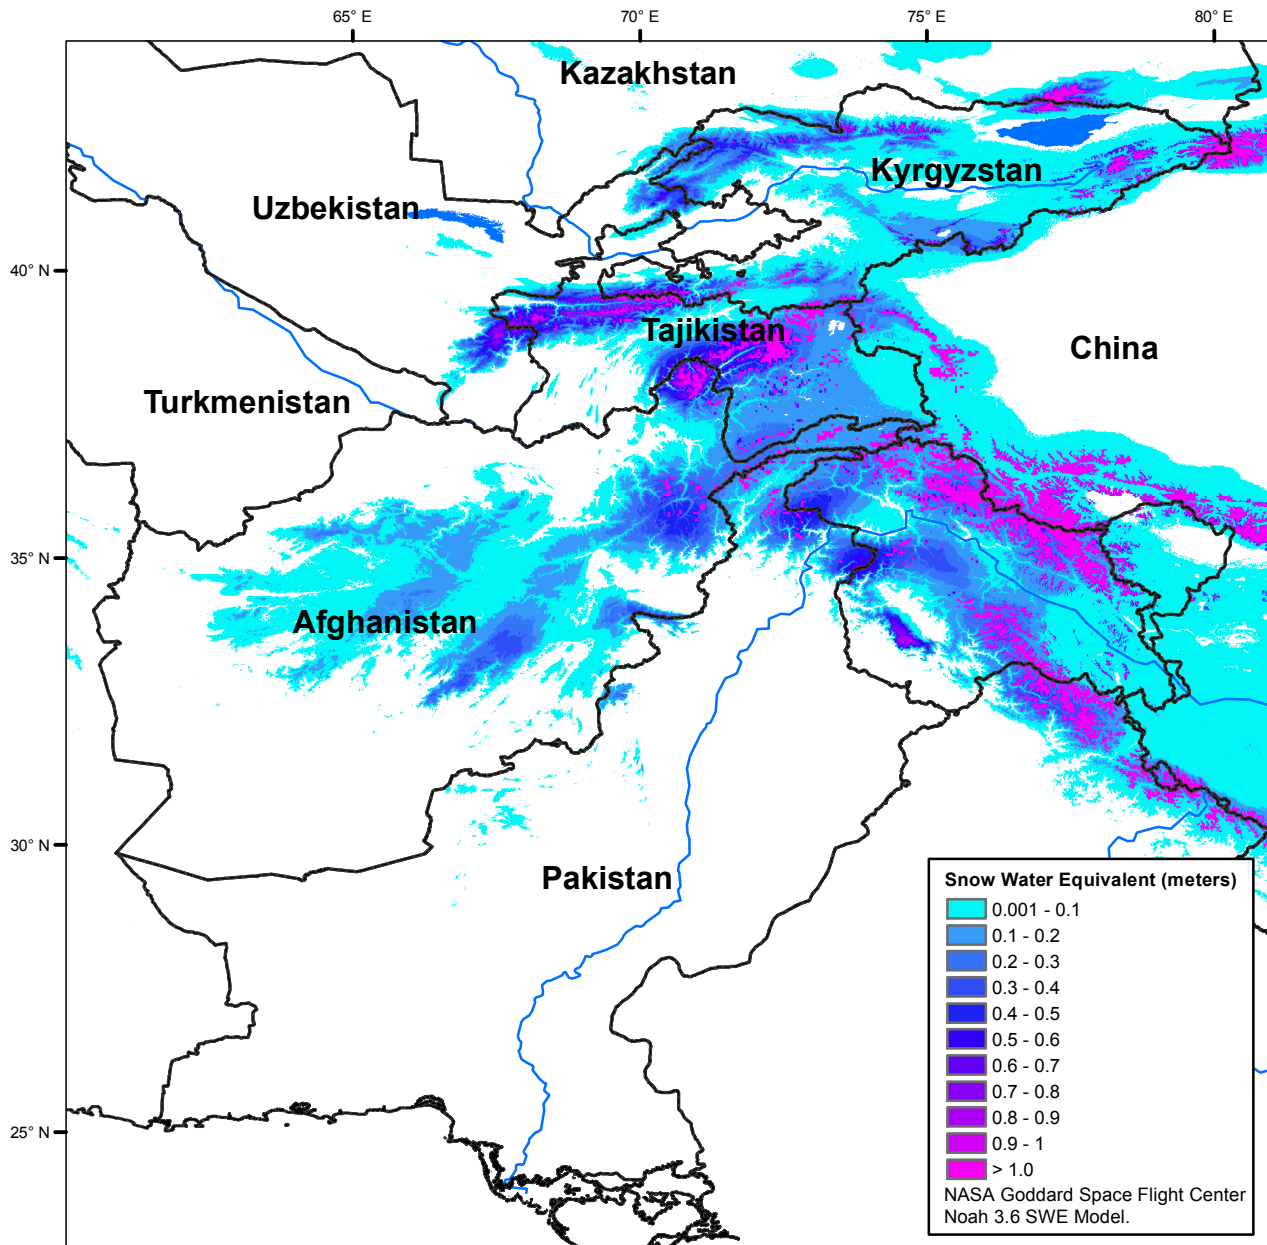 65° E
70° E
75° E
80° E
Kazakhstan
Kyrgyzstan
Uzbekistan
40° N
Tajikistan
China
Turkmenistan
35° N
Afghanistan
30° N
Pakistan
25° N
Snow Water Equivalent (meters)
0.001 - 0.1
0.1 - 0.2
0.2 - 0.3
0.3 - 0.4
0.4 - 0.5
0.5 - 0.6
0.6 - 0.7
0.7 - 0.8
0.8 - 0.9
0.9 - 1
> 1.0
NASA Goddard Space Flight Center
Noah 3.6 SWE Model.